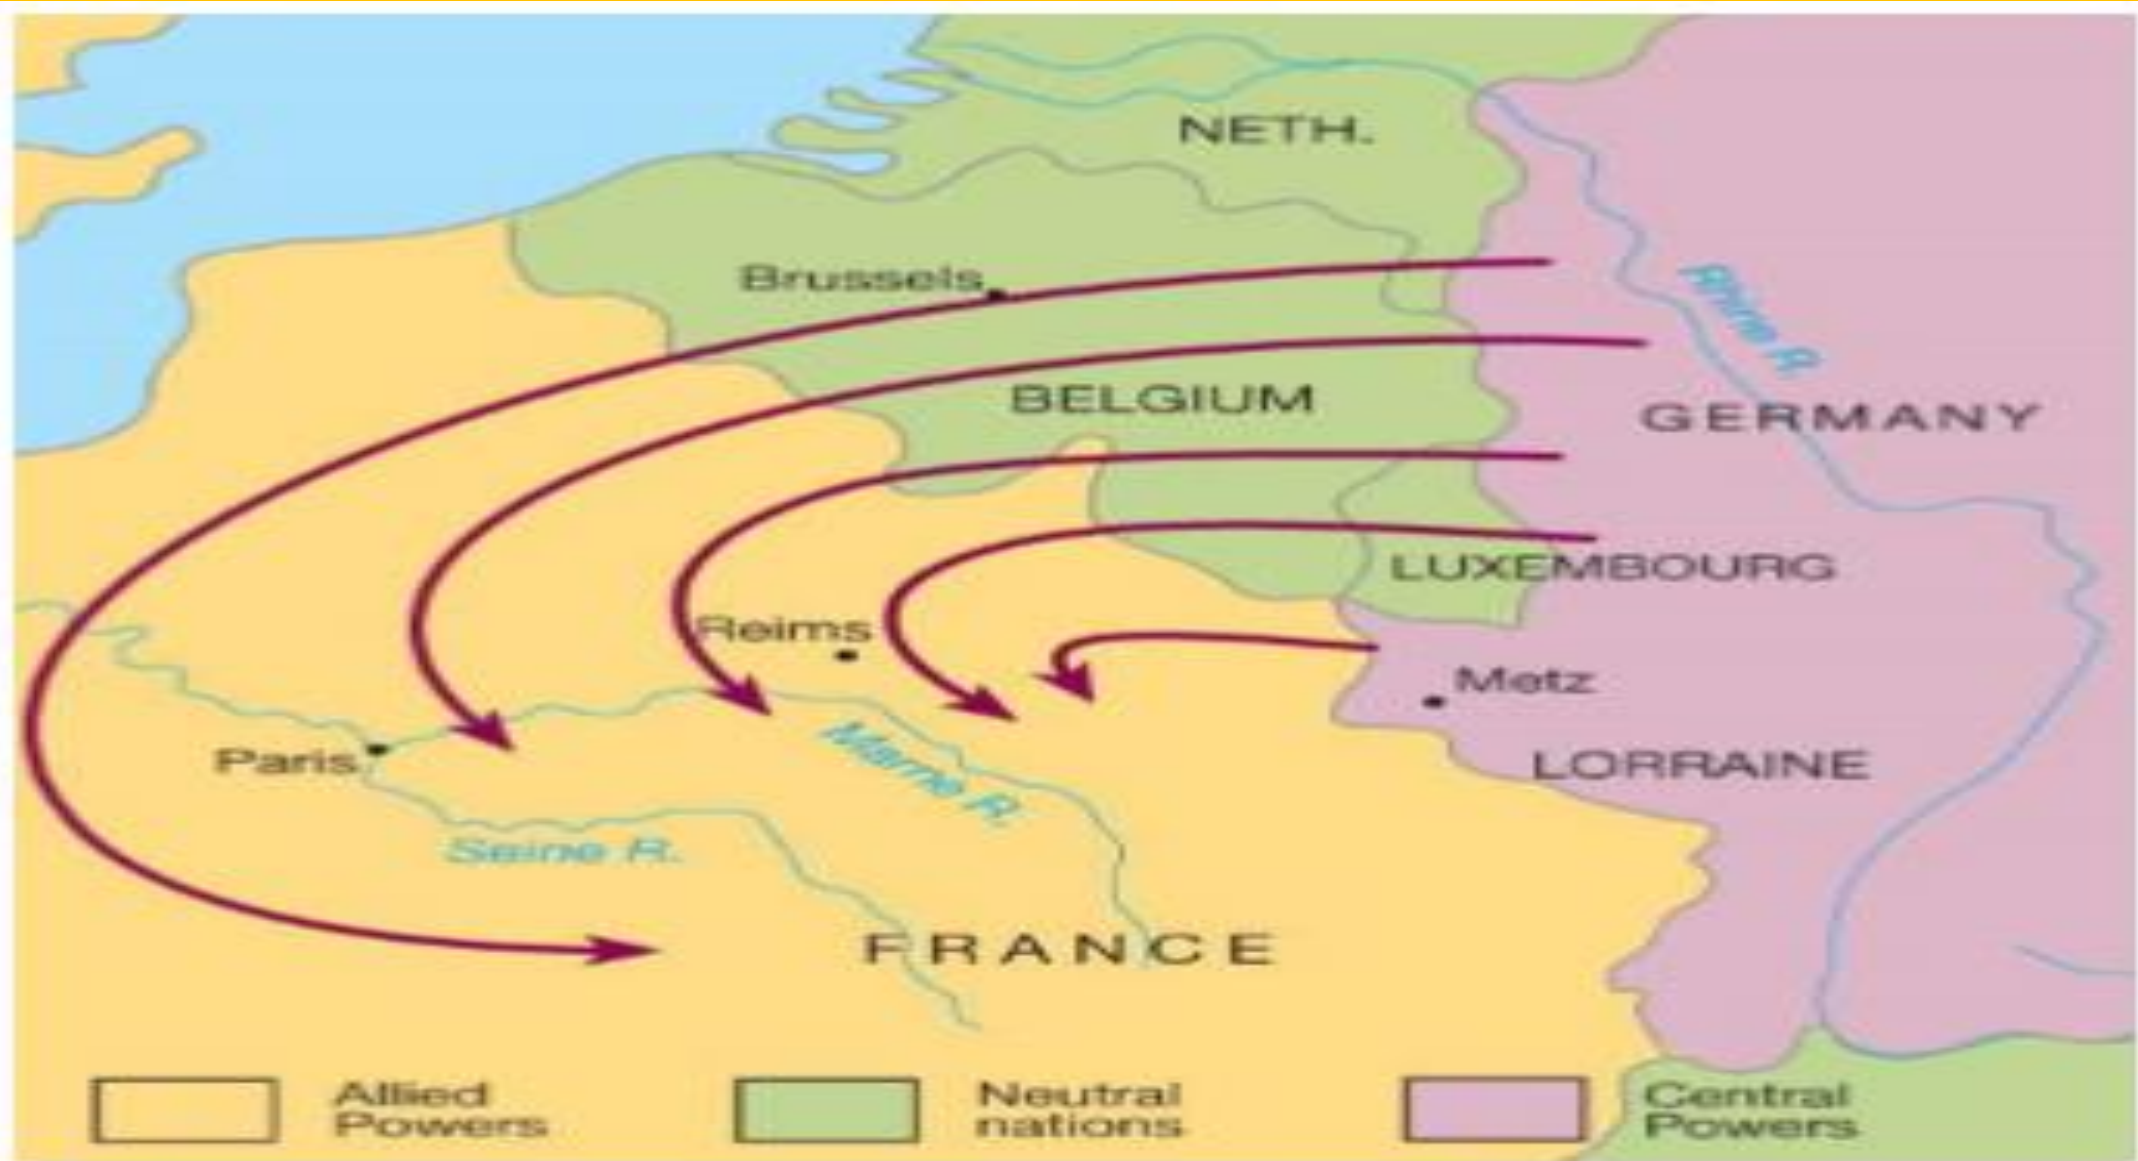 NETH.
Brussels
Rhine R.
BELGIUM
GERMANY
LUXEMBOURG
Reims
Metz
Marne R.
Paris
LORRAINE
Seine R.
FRANCE
Allied
Powers
Neutral
nations
Central
Powers